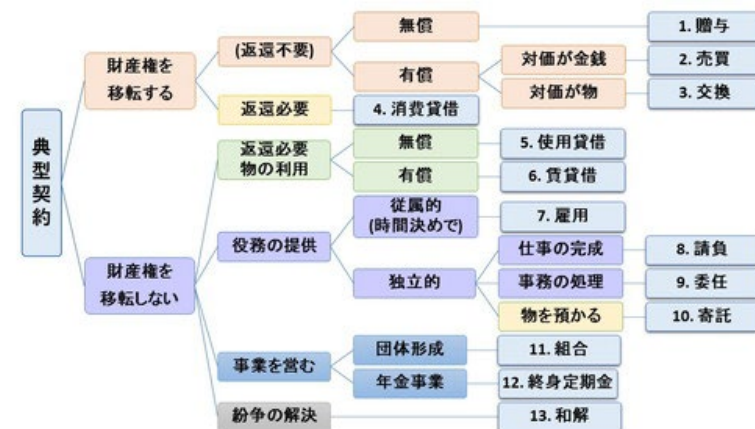 典型契約
財産権を
移転する
(返還不要)
無償
1. 贈与
有償
対価が金銭
2. 売買
対価が物
3. 交換
返還必要
4. 消費貸借
財産権を
移転しない
返還必要
物の利用
無償
5. 使用貸借
有償
6. 賃貸借
役務の提供
従属的
(時間決めで)
7. 雇用
独立的
仕事の完成
8. 請負
事務の処理
9. 委任
物を預かる
10. 寄託
事業を営む
団体形成
11. 組合
年金事業
12. 終身定期金
紛争の解決
13. 和解